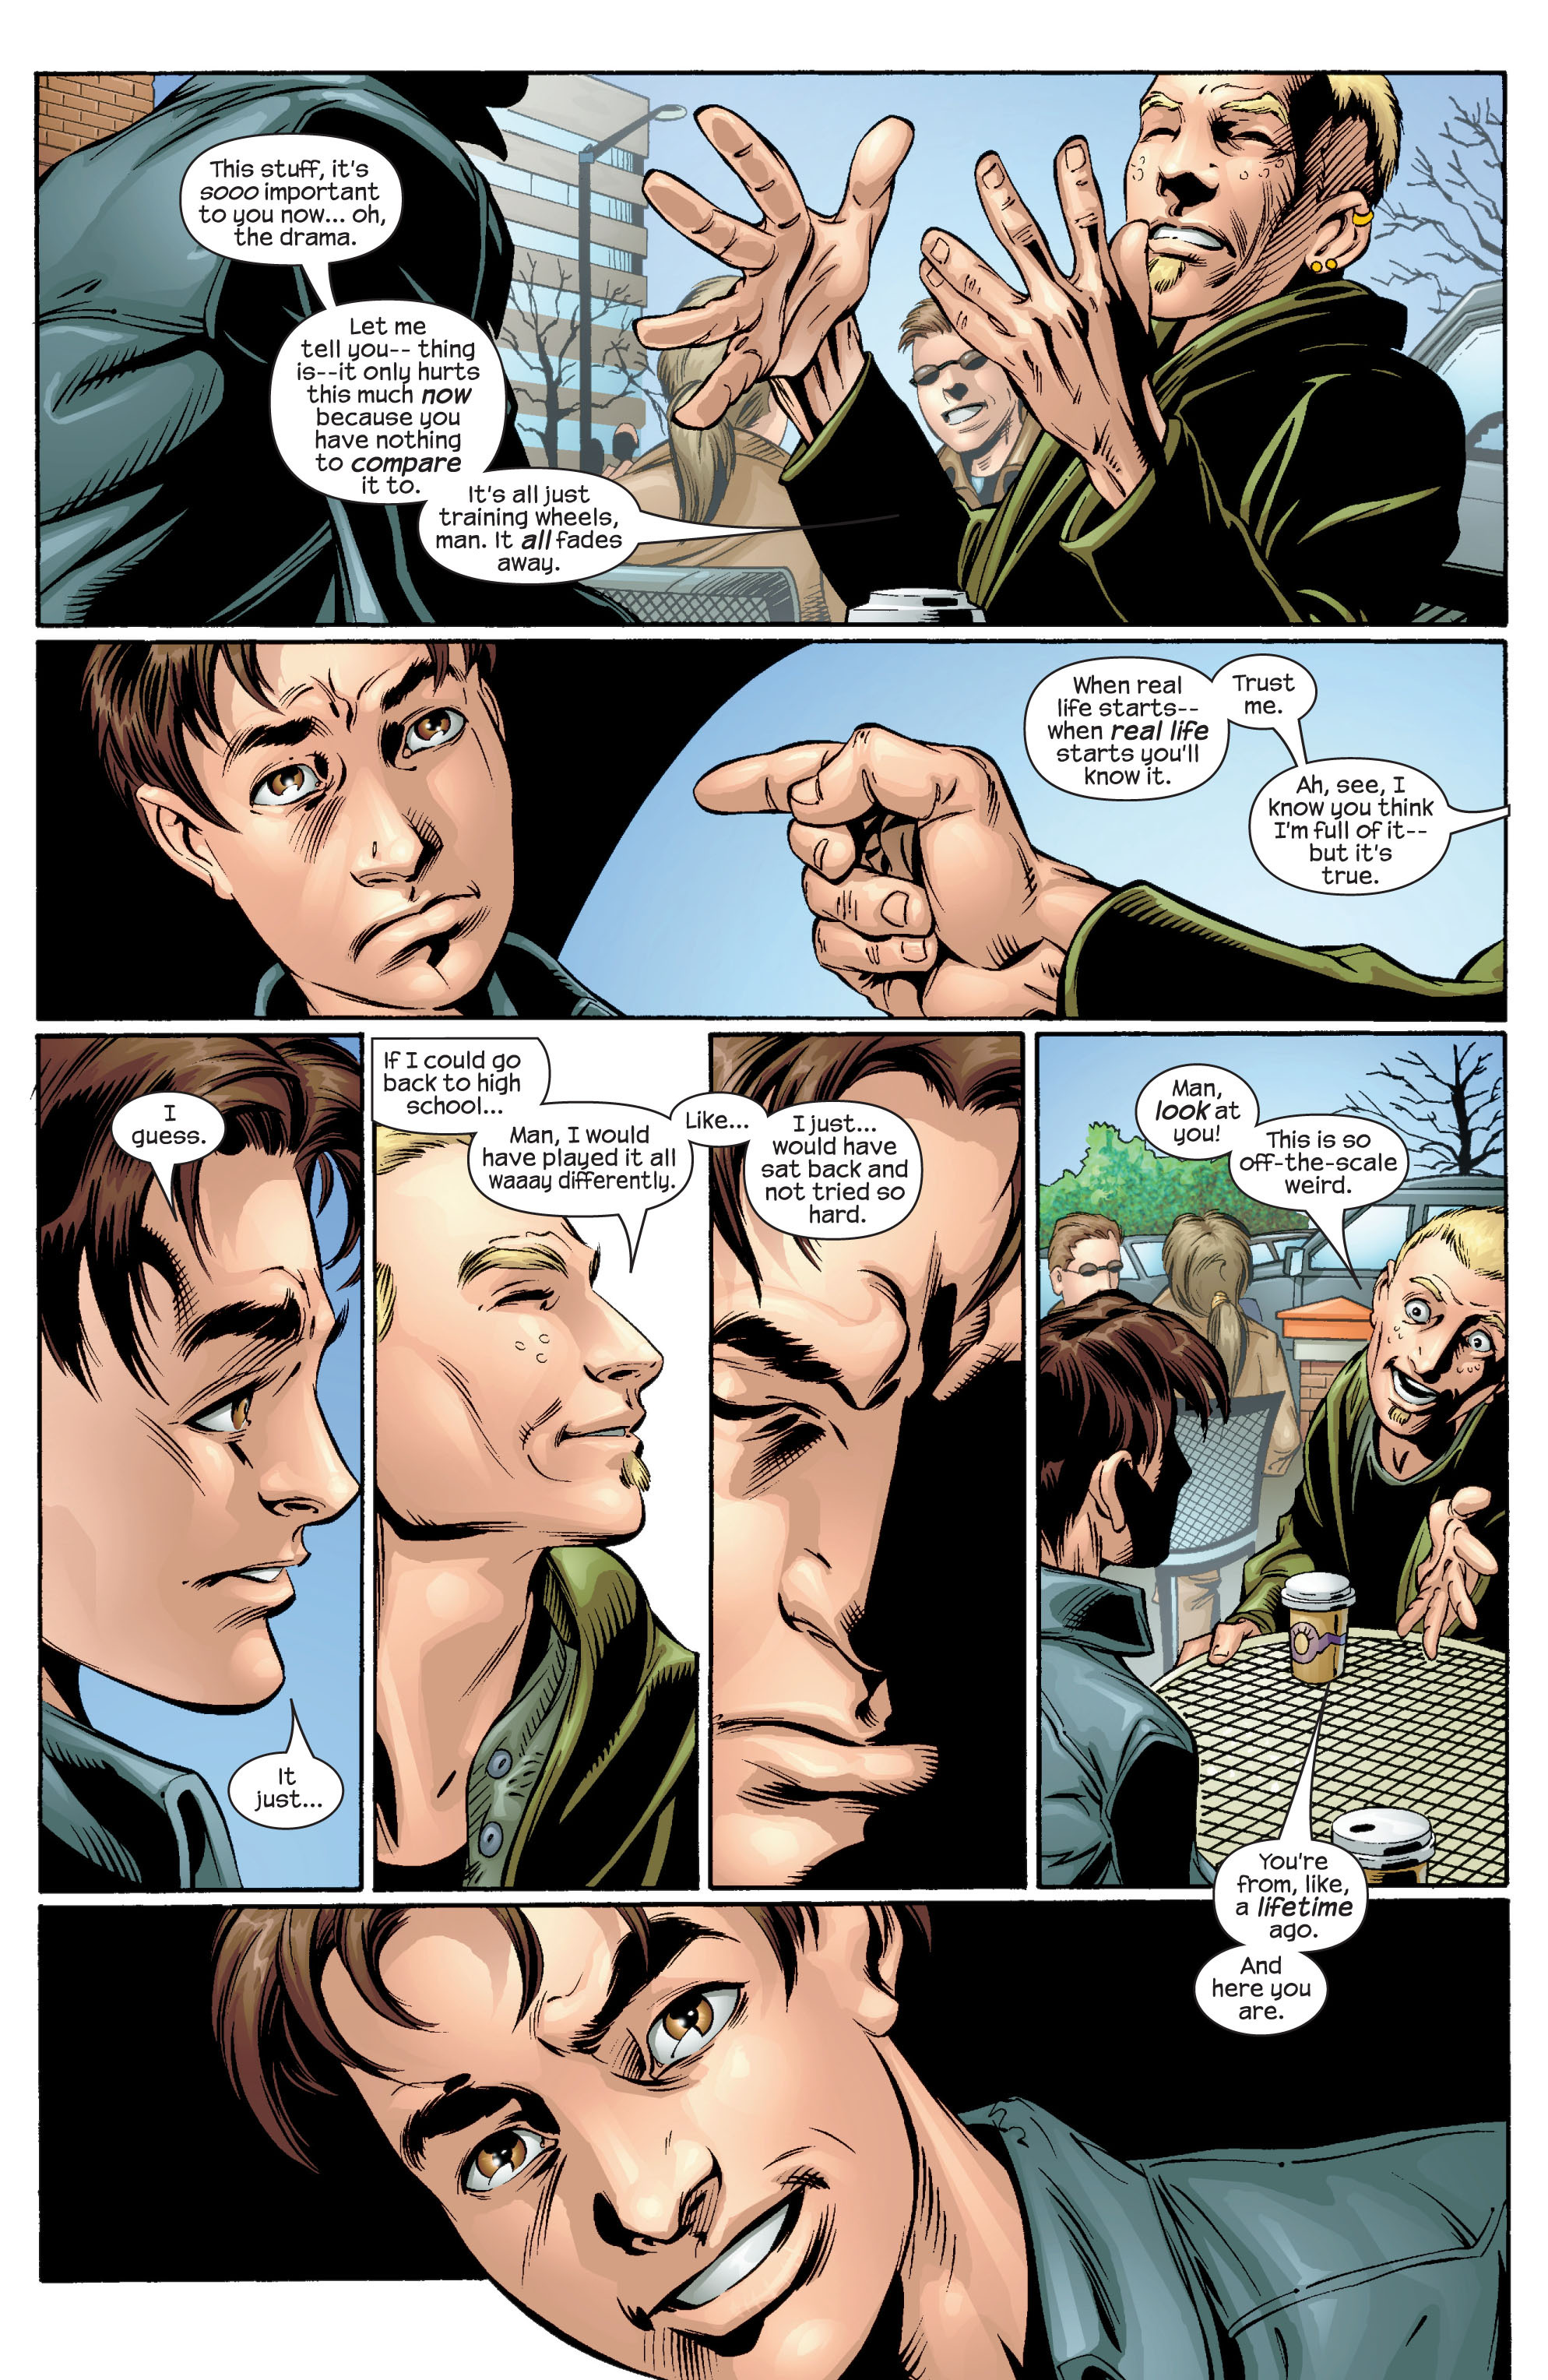 This stuff, it's
sooo important
to you now... oh,
the drama.
Let me
tell you-- thing
is--it only hurts
this much now
because you
have nothing
to compare
it to.
It's all just
training wheels,
man. It all fades
away.
When real
life starts--
when real life
starts you'll
know it.
Trust
me.
Ah, see, I
know you think
I'm full of it--
but it's
true.
I
guess.
It
just...
If I could go
back to high
school...
Man, I would
have played it all
waaay differently.
Like...
I just...
would have
sat back and
not tried so
hard.
Man,
look at
you!
This is so
off-the-scale
weird.
You're
from, like,
a lifetime
ago.
And
here you
are.